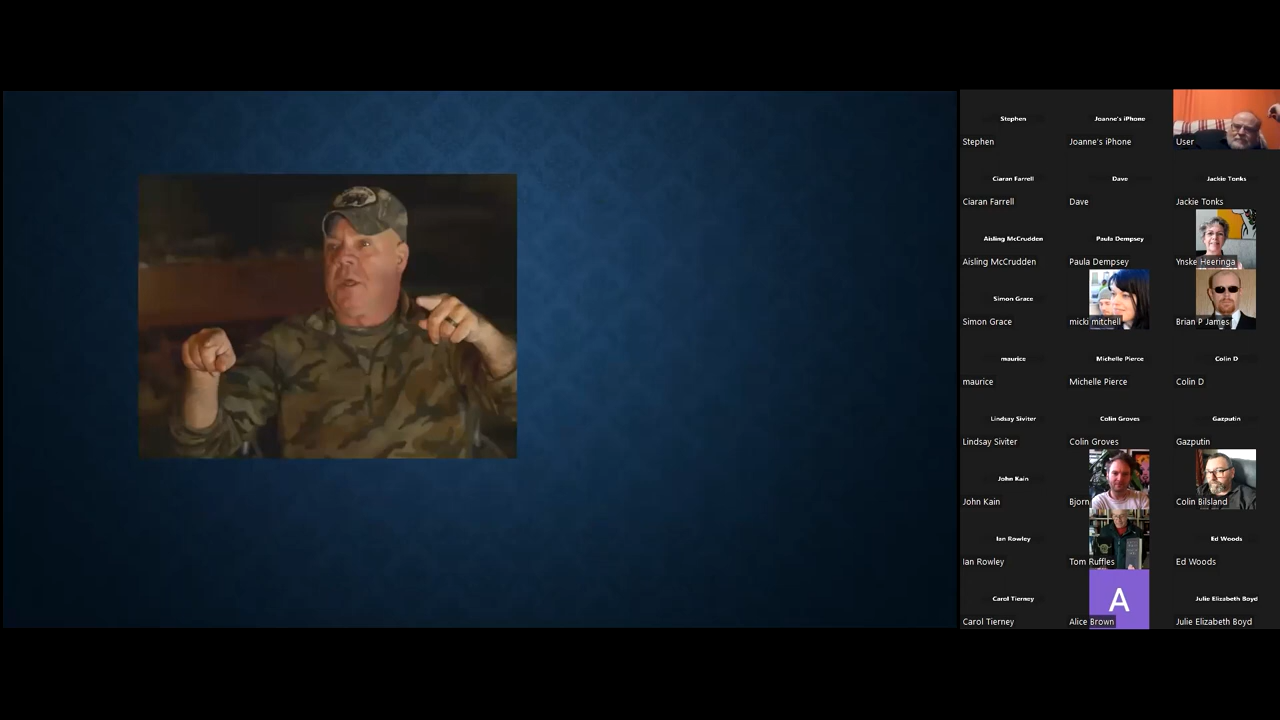 Stephen
Joanne's iPhone
Stephen
Joanne's iPhone
User
Ciaran Farrell
Dave
Jackie Tonks
Ciaran Farrell
Dave
Jackie Tonks
Aisling McCrudden
Paula Dempsey
Aisling McCrudden
Paula Dempsey
Ynske Heeringa
Simon Grace
Simon Grace
micki mitchell
Brian P James
maurice
Michelle Pierce
Colin D
maurice
Michelle Pierce
Colin D
Lindsay Siviter
Colin Groves
Gazputin
Lindsay Siviter
Colin Groves
Gazputin
John Kain
John Kain
Bjorn
Colin Bilsland
Ian Rowley
Ed Woods
Ian Rowley
Tom Ruffles
Ed Woods
Carol Tierney
A
Julie Elizabeth Boyd
Carol Tierney
Alice Brown
Julie Elizabeth Boyd